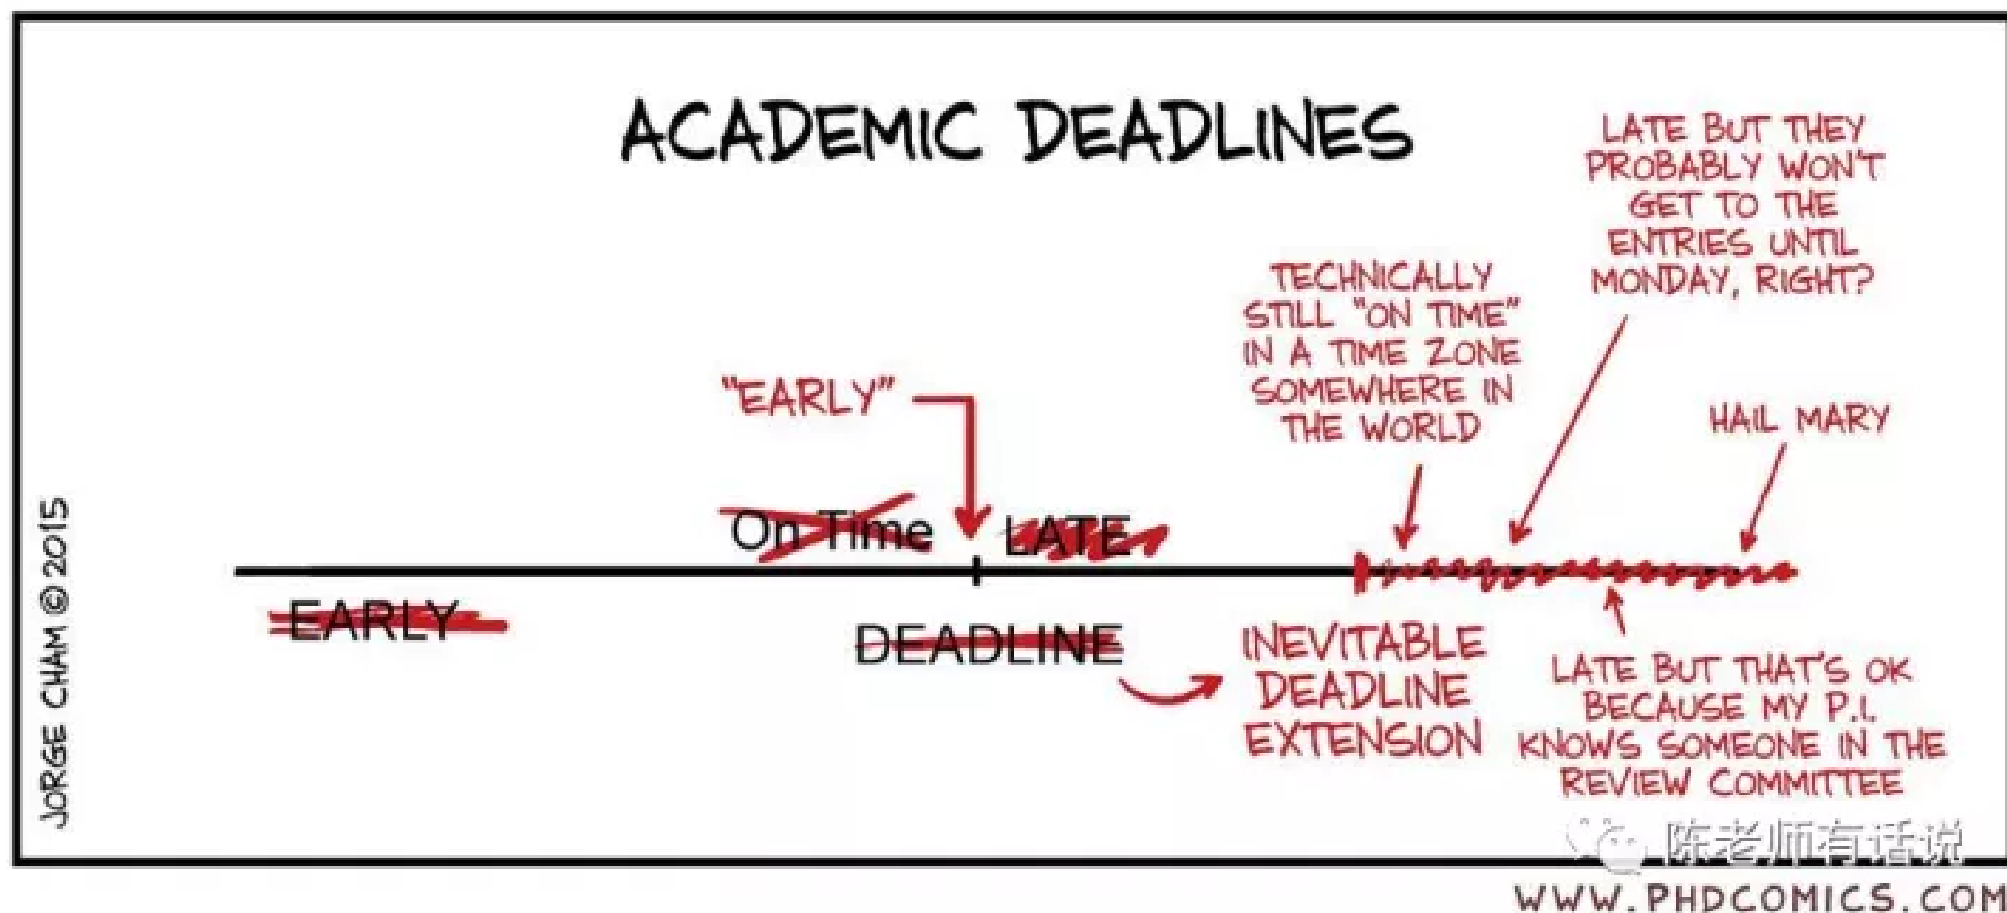 ACADEMIC DEADLINES
LATE BUT THEY
PROBABLY WON'T
GET TO THE
ENTRIES UNTIL
MONDAY, RIGHT?
TECHNICALLY
STILL "ON TIME"
IN A TIME ZONE
SOMEWHERE IN
THE WORLD
"EARLY"
HAIL MARY
On Time
LATE
EARLY
DEADLINE
INEVITABLE
DEADLINE
EXTENSION
LATE BUT THAT'S OK
BECAUSE MY P.I.
KNOWS SOMEONE IN THE
REVIEW COMMITTEE
JORGE CHAM © 2015
陈老师有话说
WWW.PHDCOMICS.COM